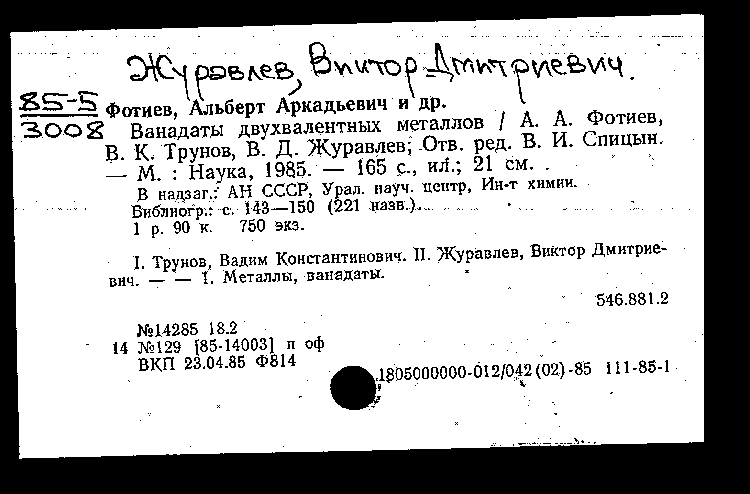 Журавлев, Виктор Дмитриевич.
85-5
3008
Фотиев, Альберт Аркадьевич и др.
Ванадаты двухвалентных металлов / А. А. Фотиев,
В. К. Трунов, В. Д. Журавлев; Отв. ред. В. И. Спицын.
— М. : Наука, 1985. — 165 с., ил.; 21 см.
В надзаг.: АН СССР, Урал. науч. центр, Ин-т химии.
Библиогр.: с. 143—150 (221 назв.).
1 р. 90 к. 750 экз.
I. Трунов, Вадим Константинович. II. Журавлев, Виктор Дмитрие-
вич. — — 1. Металлы, ванадаты.
546.881.2
№14285 18.2
14 №129 [85-14003] п оф
ВКП 23.04.85 Ф814
1805000000-012/042(02)-85 111-85-1